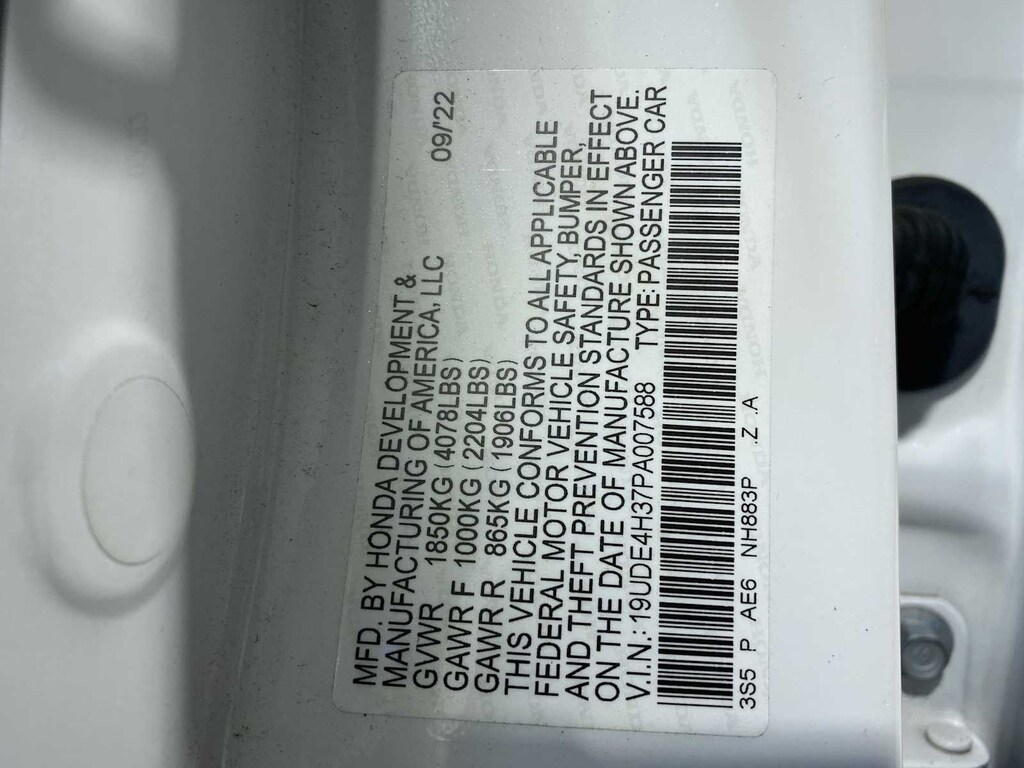 MFD. BY HONDA DEVELOPMENT &
MANUFACTURING OF AMERICA, LLC 09/'22
GVWR 1850KG (4078LBS)
GAWR F 1000KG (2204LBS)
GAWR R 865KG (1906LBS)
THIS VEHICLE CONFORMS TO ALL APPLICABLE
FEDERAL MOTOR VEHICLE SAFETY, BUMPER,
AND THEFT PREVENTION STANDARDS IN EFFECT
ON THE DATE OF MANUFACTURE SHOWN ABOVE.
V.I.N.: 19UDE4H37PA007588 TYPE: PASSENGER CAR
3S5 P AE6 NH883P .Z .A